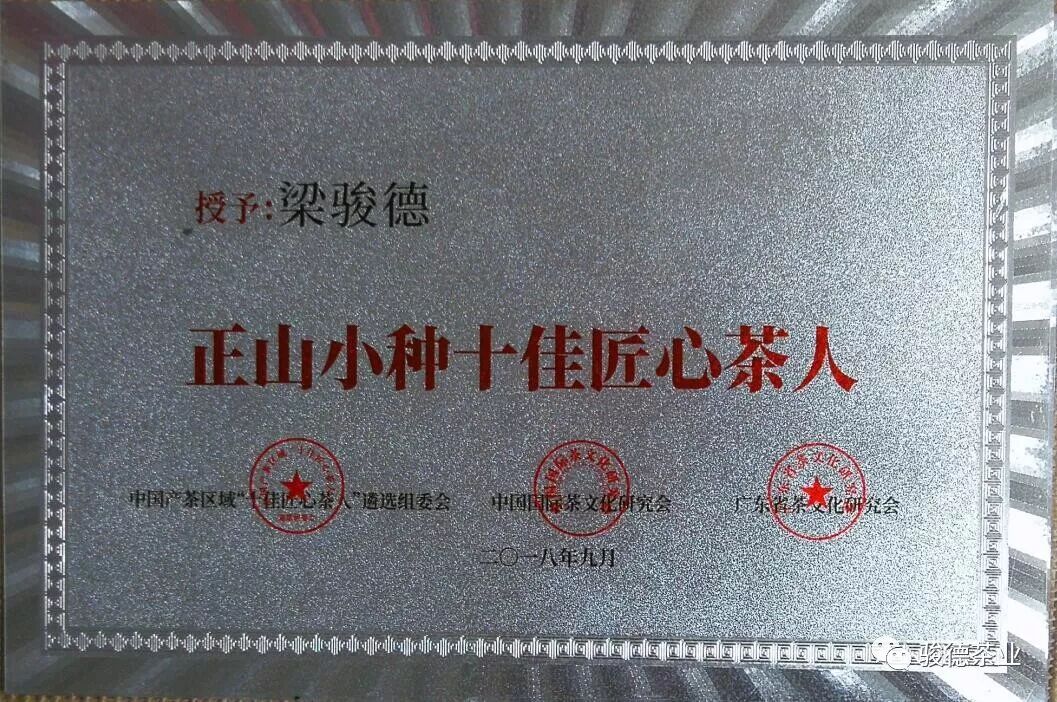 授予:梁骏德
正山小种十佳匠心茶人
中国产茶区域“十佳匠心茶人”遴选组委会
中国国际茶文化研究会
广东省茶文化研究会
二〇一八年九月
骏德茶业